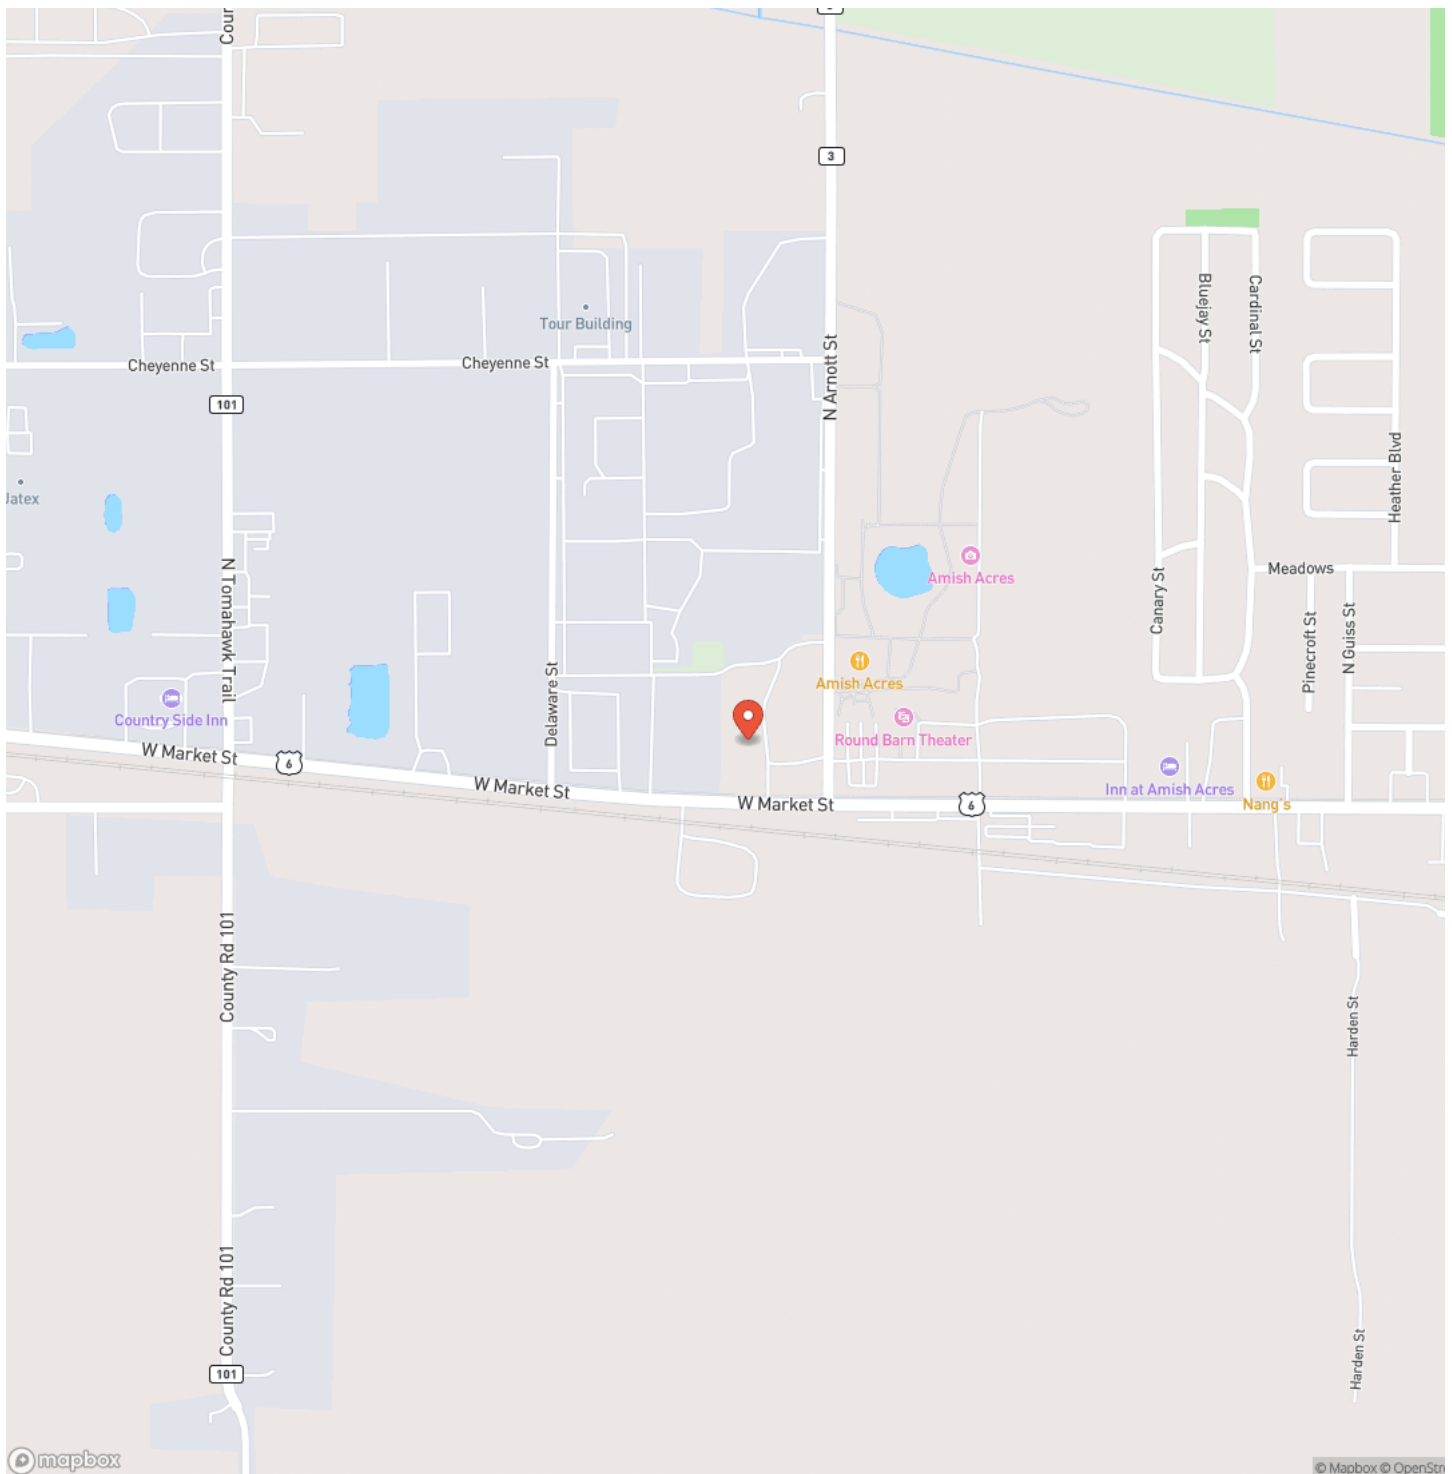 3
Bluejay St
Cardinal St
Tour Building
Cheyenne St
Cheyenne St
N Arnott St
101
Heather Blvd
Jatex
Amish Acres
Meadows
Canary St
N Tomahawk Trail
Pinecroft St
N Guiss St
Amish Acres
Delaware St
Country Side Inn
Round Barn Theater
W Market St
6
W Market St
W Market St
6
Inn at Amish Acres
Nang's
County Rd 101
Harden St
County Rd 101
Harden St
101
mapbox
© Mapbox © OpenStre